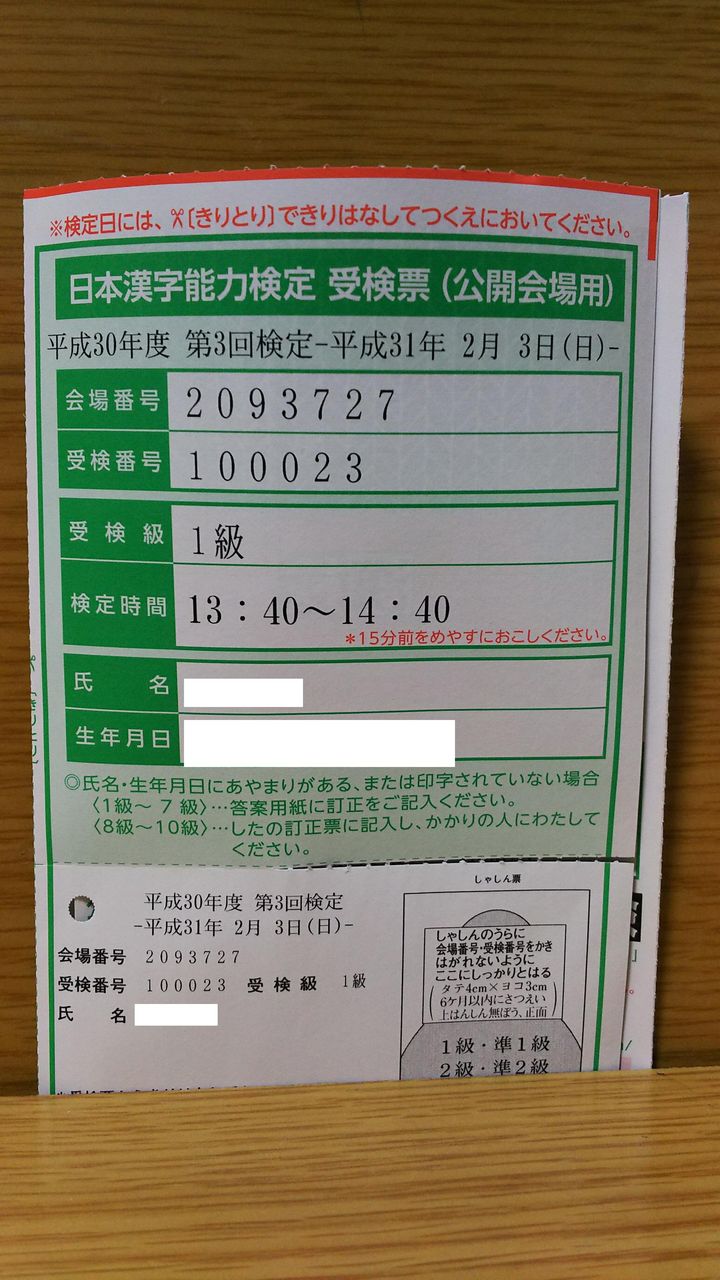 ※検定日には、✂〔きりとり〕できりはなしてつくえにおいてください。
日本漢字能力検定 受検票（公開会場用）
平成30年度 第3回検定-平成31年 2月 3日(日)-
会場番号 2093727
受検番号 100023
受検級 1級
検定時間 13：40～14：40
*15分前をめやすにおこしください。
氏名
生年月日
◎氏名・生年月日にあやまりがある、または印字されていない場合
〈1級～7級〉…答案用紙に訂正をご記入ください。
〈8級～10級〉…したの訂正票に記入し、かかりの人にわたして
ください。
平成30年度 第3回検定
-平成31年 2月 3日(日)-
会場番号 2093727
受検番号 100023 受検級 1級
氏名
しゃしん票
しゃしんのうらに
会場番号・受検番号をかき
はがれないように
ここにしっかりとはる
(タテ4cm×ヨコ3cm
6ケ月以内にさつえい
上はんしん無ぼう、正面)
1級・準1級
2級・準2級